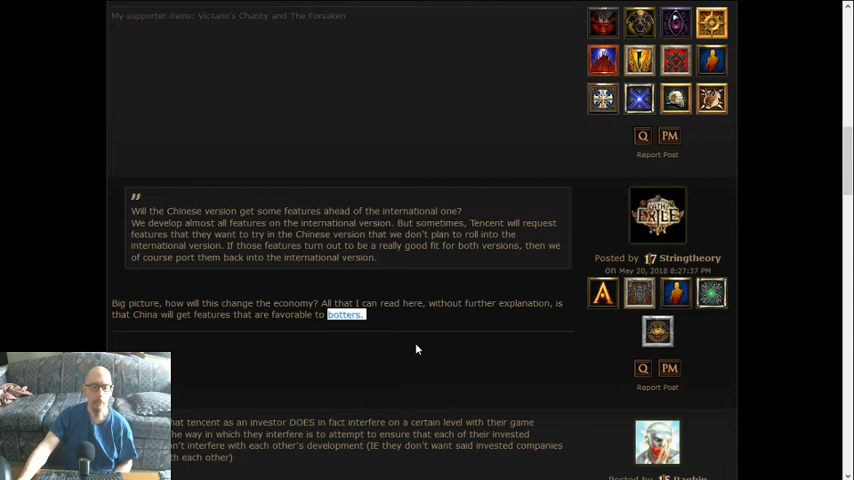 My supporter items: Victario's Charity and The Forsaken
Q PM
Report Post
Will the Chinese version get some features ahead of the international one?
We develop almost all features on the international version. But sometimes, Tencent will request
features that they want to try in the Chinese version that we don't plan to roll into the
international version. If those features turn out to be a really good fit for both versions, then we
of course port them back into the international version.
EXILE
Posted by 17 Stringtheory
on May 20, 2018 8:27:37 PM
Big picture, how will this change the economy? All that I can read here, without further explanation, is
that China will get features that are favorable to botters.
Q PM
Report Post
hat tencent as an investor DOES in fact interfere on a certain level with their game
he way in which they interfere is to attempt to ensure that each of their invested
n't interfere with each other's development (IE they don't want said invested companies
ith each other)
Posted by